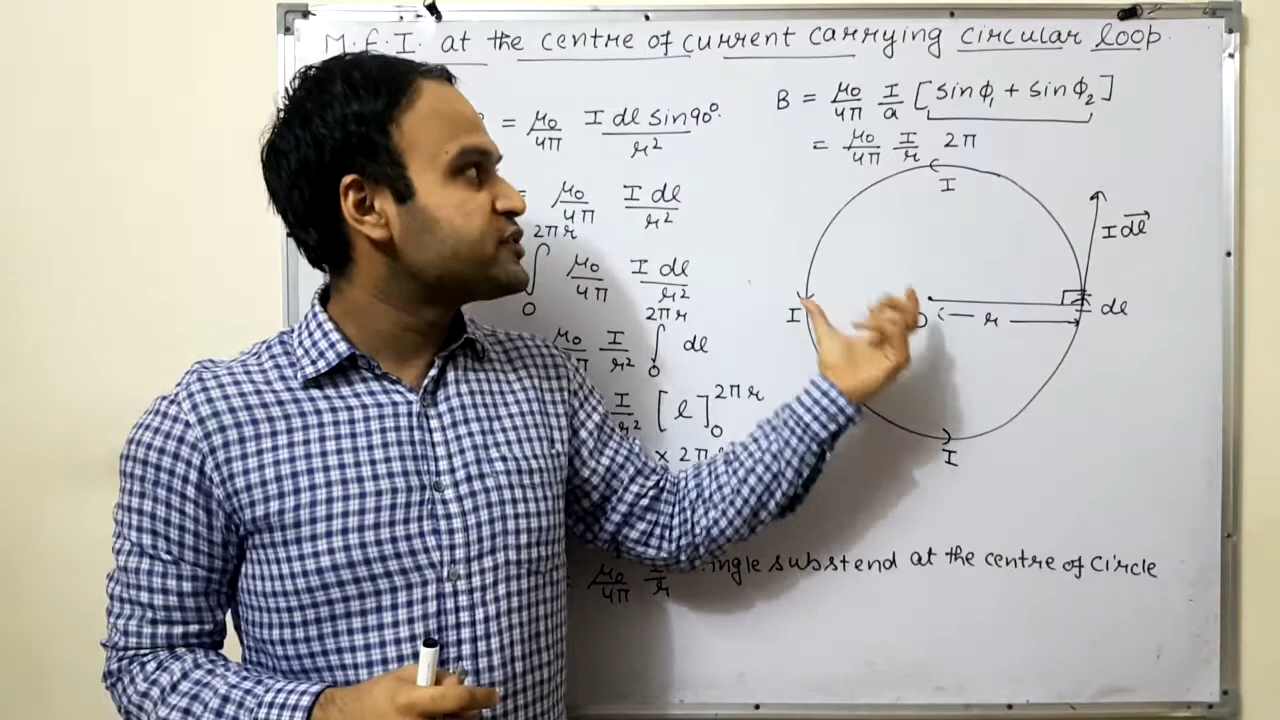 M.f.I. at the centre of current carrying circular loop.
= μ₀/4π I dl sin90°/r²
= μ₀/4π I dl/r²
∫₀^2πr μ₀/4π I dl/r²
μ₀/4π I/r² ∫₀^2πr dl
I/r² [l]₀^2πr
x 2π
μ₀/4π I/r ngle substend at the centre of circle
B = μ₀/4π I/a [sinϕ₁ + sinϕ₂]
= μ₀/4π I/r 2π
I
I dl⃗
I
r
dl
I